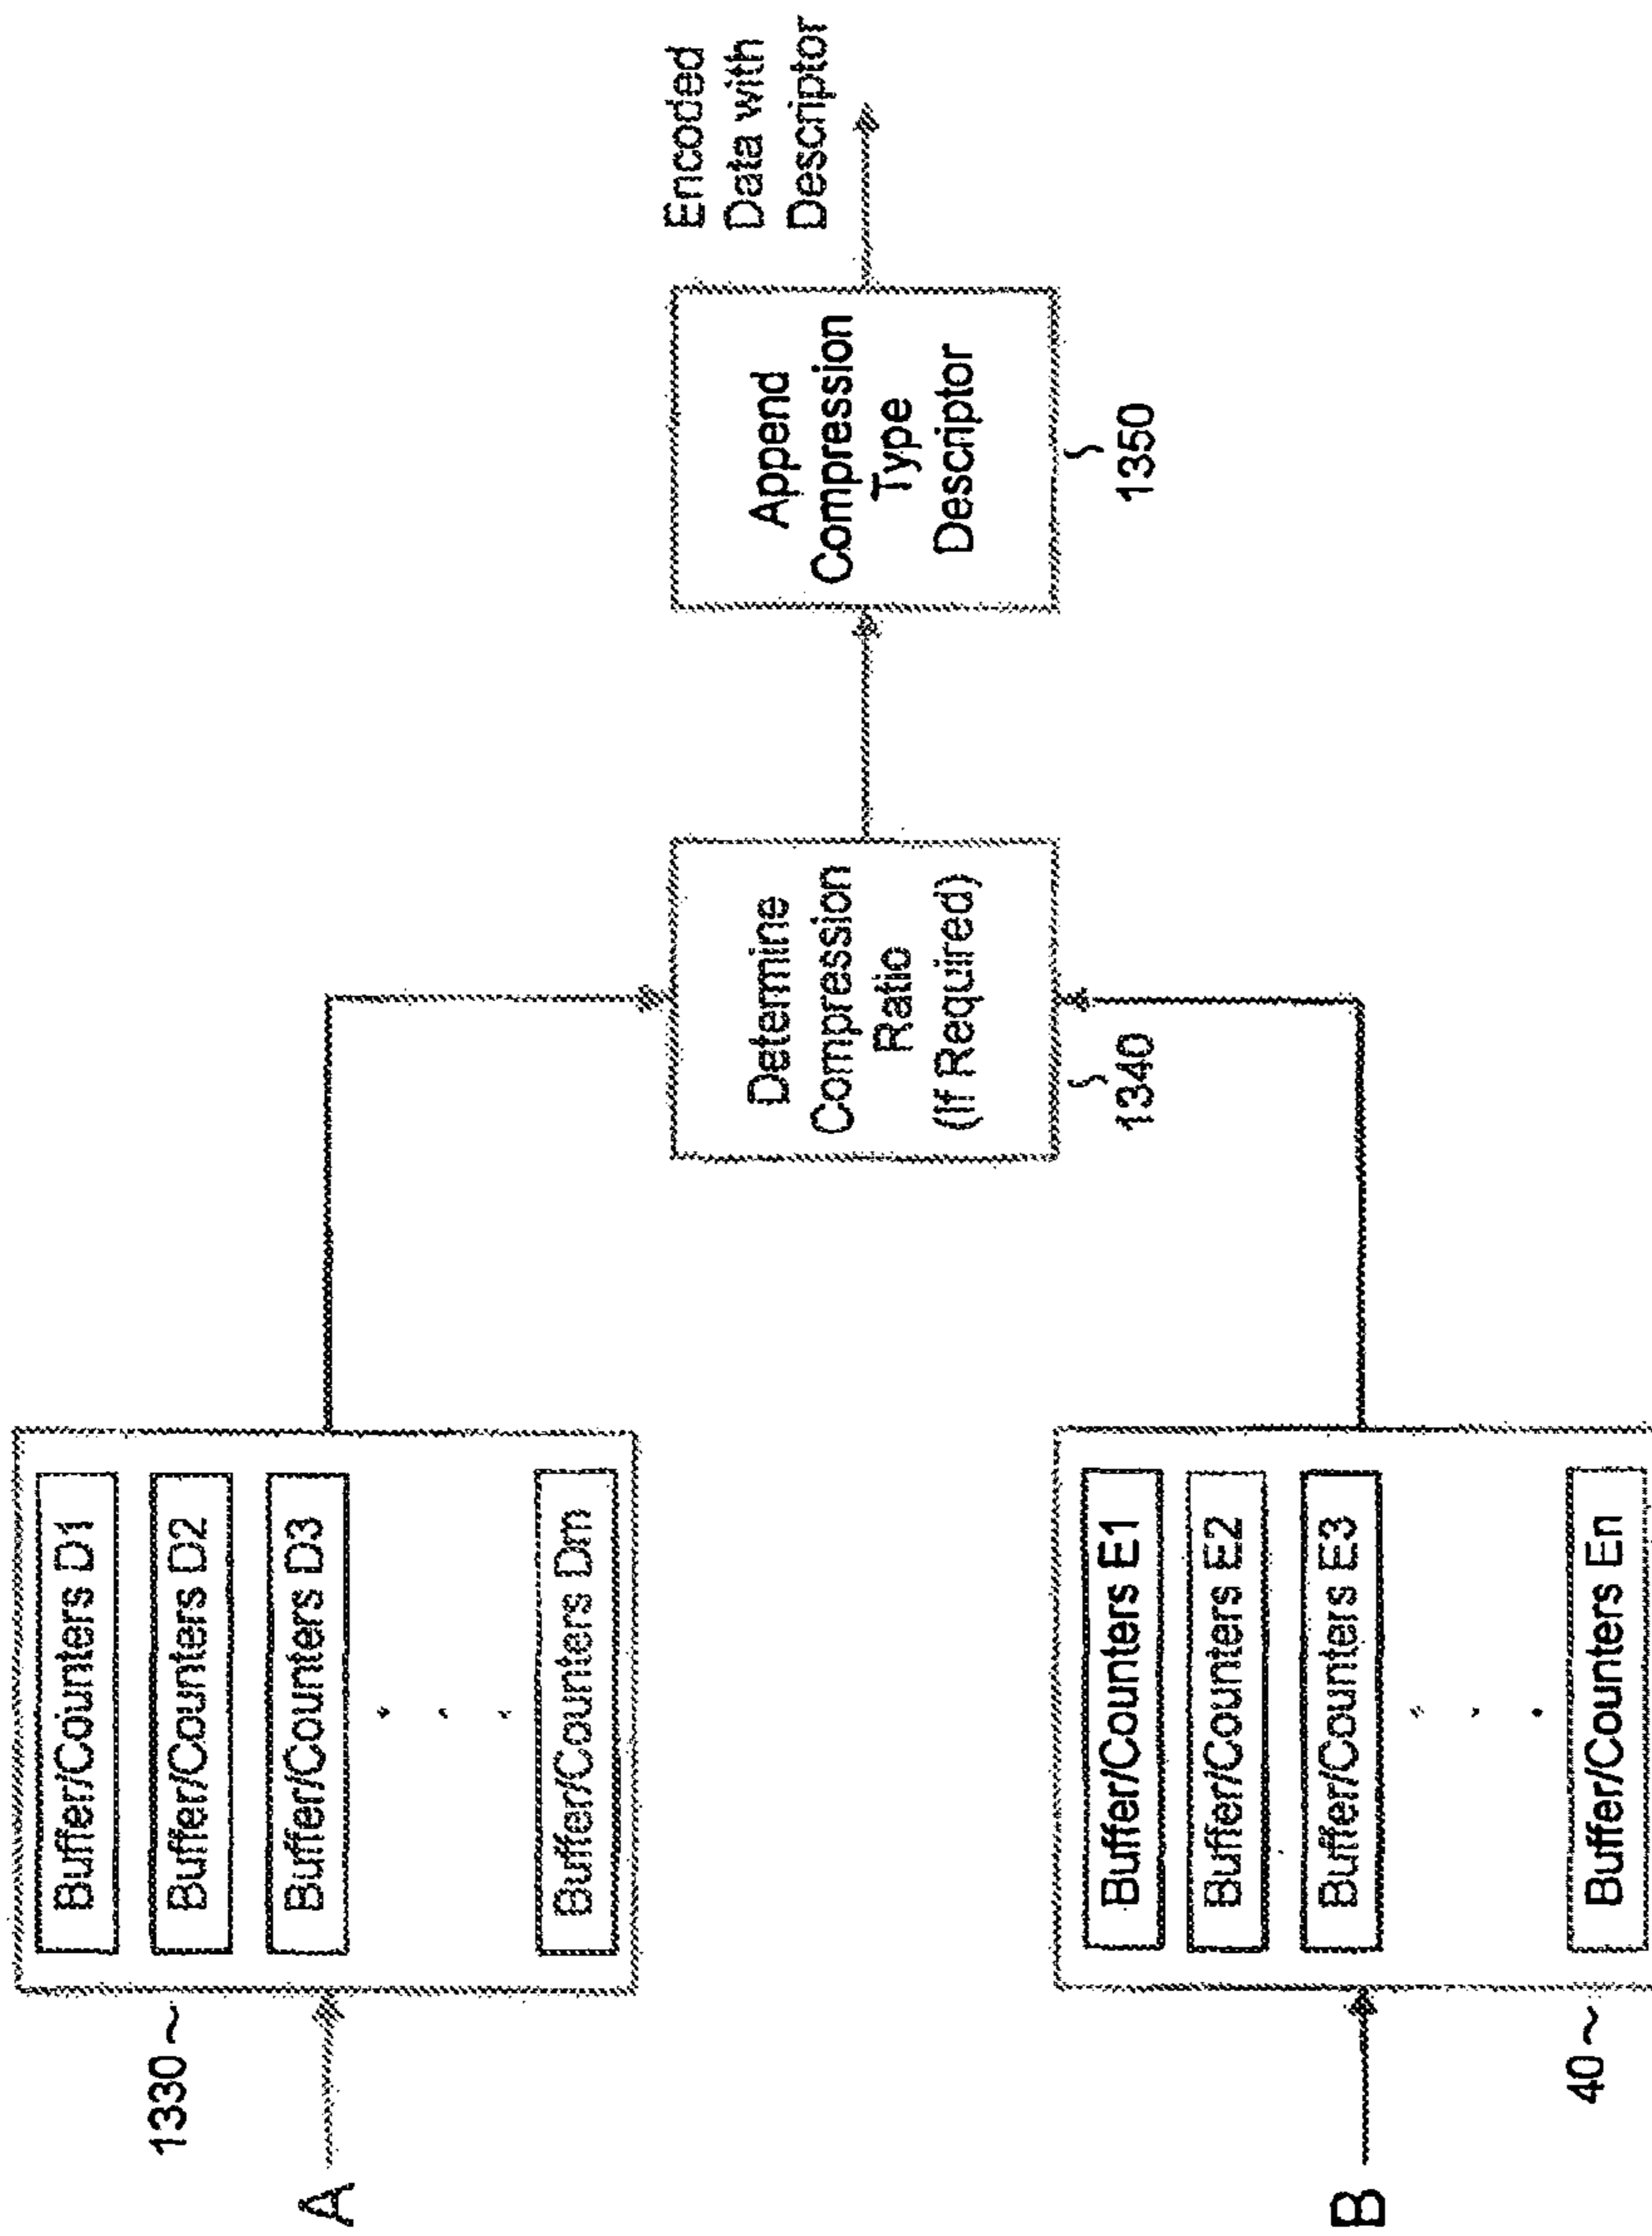 1330
A
Buffer/Counters D1
Buffer/Counters D2
Buffer/Counters D3
Buffer/Counters Dm
B
40
Buffer/Counters E1
Buffer/Counters E2
Buffer/Counters E3
Buffer/Counters En
Determine
Compression
Ratio
(If Required)
1340
Append
Compression
Type
Descriptor
1350
Encoded
Data with
Descriptor